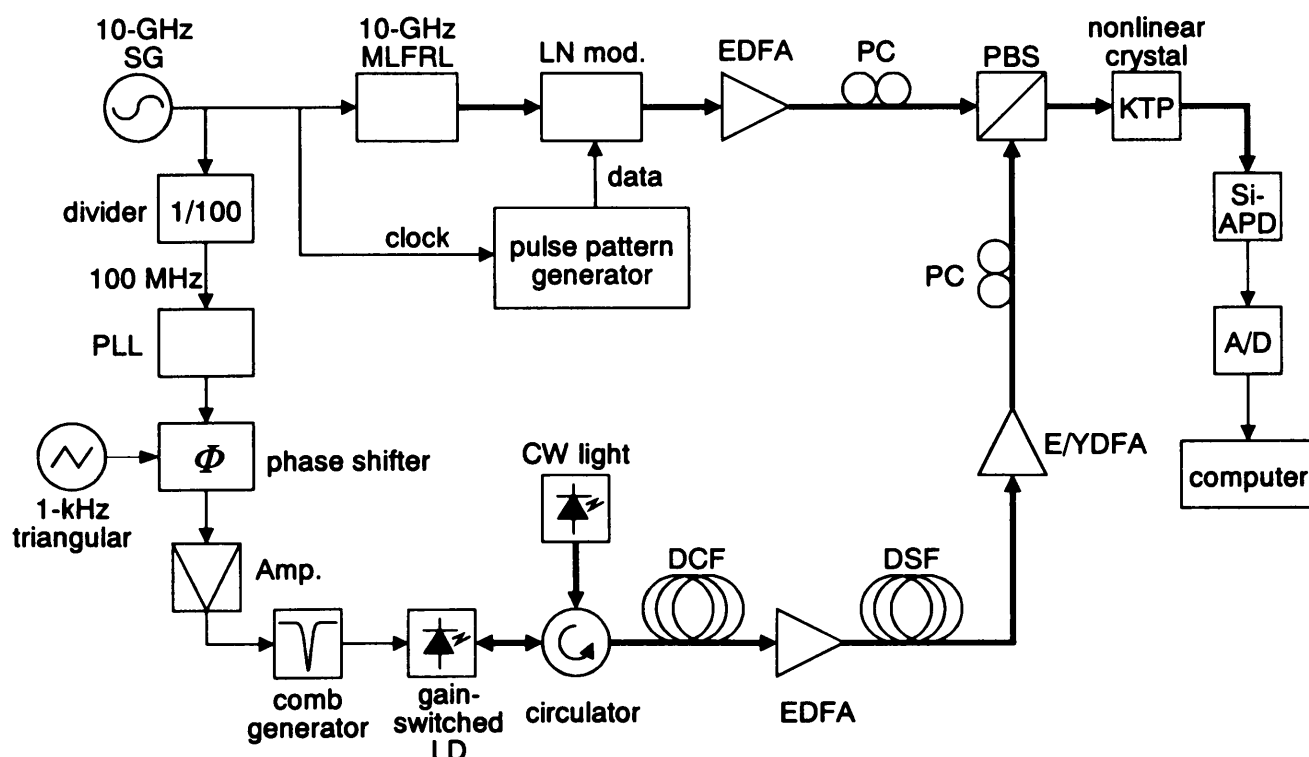 10-GHz
SG
10-GHz
MLFRL
LN mod.
EDFA
PC
PBS
nonlinear
crystal
KTP
data
divider
1/100
clock
pulse pattern
generator
Si-
APD
100 MHz
PC
PLL
A/D
Φ
phase shifter
CW light
E/YDFA
computer
1-kHz
triangular
Amp.
DCF
DSF
comb
generator
gain-
switched
LD
circulator
EDFA